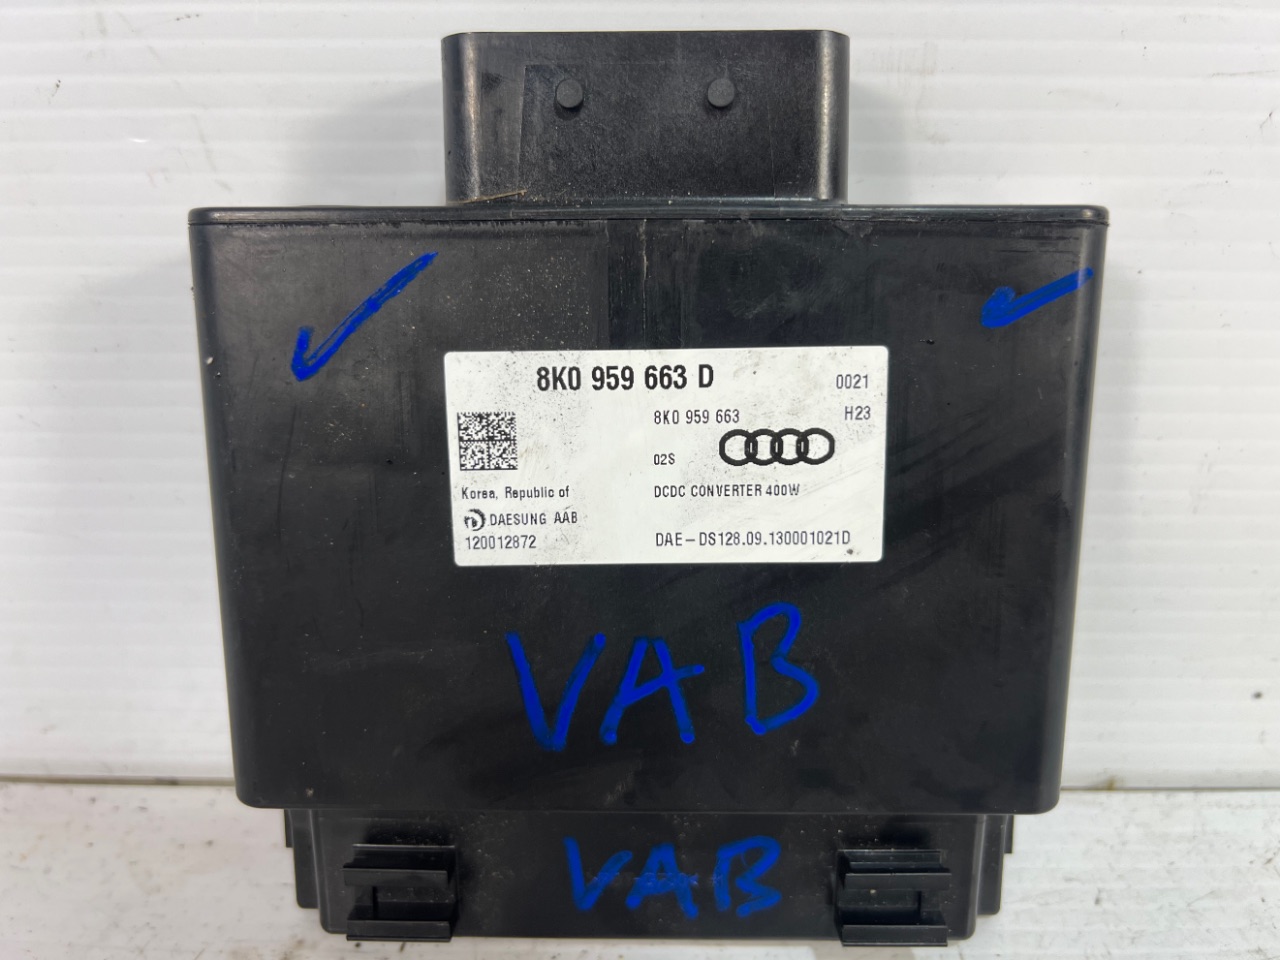 8K0 959 663 D
0021
8K0 959 663
H23
02S
Korea, Republic of
DCDC CONVERTER 400W
DAESUNG AAB
120012872
DAE-DS128.09.130001021D
VAB
VAB